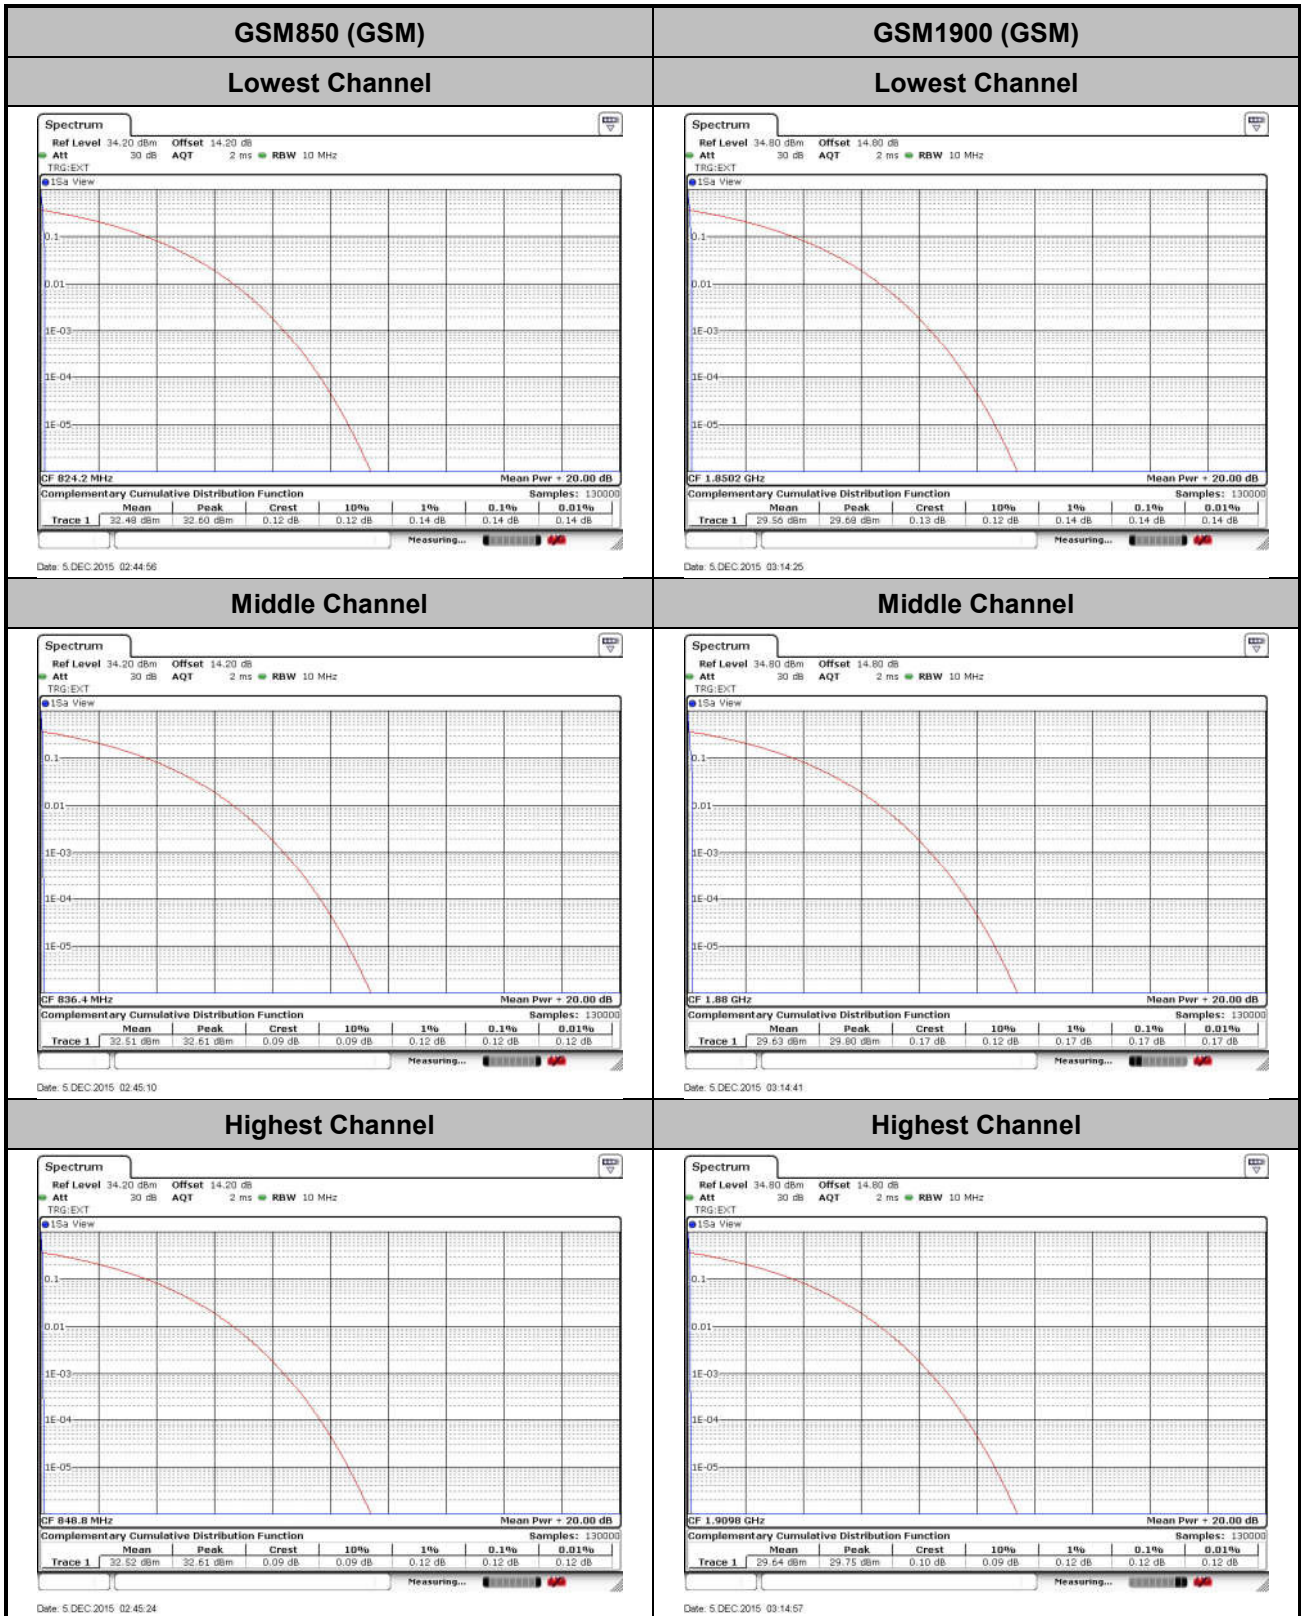 GSM850 (GSM)
GSM1900 (GSM)
Lowest Channel
Lowest Channel
Spectrum
Ref Level 34.20 dBm Offset 14.20 dB
Att 30 dB AQT 2 ms RBW 10 MHz
TRG:EXT
1Sa View
0.1
0.01
1E-03
1E-04
1E-05
CF 824.2 MHz Mean Pwr + 20.00 dB
Complementary Cumulative Distribution Function Samples: 130000
Mean Peak Crest 10% 1% 0.1% 0.01%
Trace 1 32.48 dBm 32.60 dBm 0.12 dB 0.12 dB 0.14 dB 0.14 dB 0.14 dB
Measuring...
Date: 5.DEC.2015 02:44:56
Spectrum
Ref Level 34.80 dBm Offset 14.80 dB
Att 30 dB AQT 2 ms RBW 10 MHz
TRG:EXT
1Sa View
0.1
0.01
1E-03
1E-04
1E-05
CF 1.8502 GHz Mean Pwr + 20.00 dB
Complementary Cumulative Distribution Function Samples: 130000
Mean Peak Crest 10% 1% 0.1% 0.01%
Trace 1 29.56 dBm 29.68 dBm 0.13 dB 0.12 dB 0.14 dB 0.14 dB 0.14 dB
Measuring...
Date: 5.DEC.2015 03:14:25
Middle Channel
Middle Channel
Spectrum
Ref Level 34.20 dBm Offset 14.20 dB
Att 30 dB AQT 2 ms RBW 10 MHz
TRG:EXT
1Sa View
0.1
0.01
1E-03
1E-04
1E-05
CF 836.4 MHz Mean Pwr + 20.00 dB
Complementary Cumulative Distribution Function Samples: 130000
Mean Peak Crest 10% 1% 0.1% 0.01%
Trace 1 32.51 dBm 32.61 dBm 0.09 dB 0.09 dB 0.12 dB 0.12 dB 0.12 dB
Measuring...
Date: 5.DEC.2015 02:45:10
Spectrum
Ref Level 34.80 dBm Offset 14.80 dB
Att 30 dB AQT 2 ms RBW 10 MHz
TRG:EXT
1Sa View
0.1
0.01
1E-03
1E-04
1E-05
CF 1.88 GHz Mean Pwr + 20.00 dB
Complementary Cumulative Distribution Function Samples: 130000
Mean Peak Crest 10% 1% 0.1% 0.01%
Trace 1 29.63 dBm 29.80 dBm 0.17 dB 0.12 dB 0.17 dB 0.17 dB 0.17 dB
Measuring...
Date: 5.DEC.2015 03:14:41
Highest Channel
Highest Channel
Spectrum
Ref Level 34.20 dBm Offset 14.20 dB
Att 30 dB AQT 2 ms RBW 10 MHz
TRG:EXT
1Sa View
0.1
0.01
1E-03
1E-04
1E-05
CF 848.8 MHz Mean Pwr + 20.00 dB
Complementary Cumulative Distribution Function Samples: 130000
Mean Peak Crest 10% 1% 0.1% 0.01%
Trace 1 32.52 dBm 32.61 dBm 0.09 dB 0.09 dB 0.12 dB 0.12 dB 0.12 dB
Measuring...
Date: 5.DEC.2015 02:45:24
Spectrum
Ref Level 34.80 dBm Offset 14.80 dB
Att 30 dB AQT 2 ms RBW 10 MHz
TRG:EXT
1Sa View
0.1
0.01
1E-03
1E-04
1E-05
CF 1.9098 GHz Mean Pwr + 20.00 dB
Complementary Cumulative Distribution Function Samples: 130000
Mean Peak Crest 10% 1% 0.1% 0.01%
Trace 1 29.64 dBm 29.75 dBm 0.10 dB 0.09 dB 0.12 dB 0.12 dB 0.12 dB
Measuring...
Date: 5.DEC.2015 03:14:57